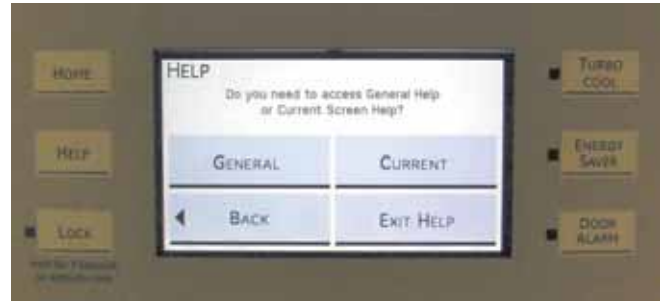 HOME
HELP
LOCK
HELP
Do you need to access General Help
or Current Screen Help?
GENERAL
CURRENT
BACK
EXIT HELP
TURBO
COOL
ENERGY
SAVER
DOOR
ALARM